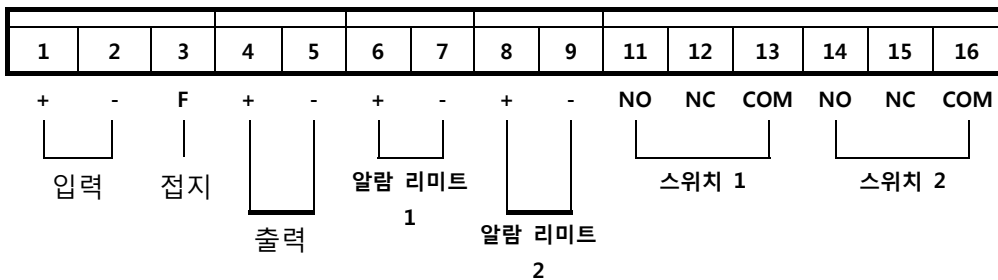 1 2 3 4 5 6 7 8 9 11 12 13 14 15 16
+ - F + - + - + - NO NC COM NO NC COM
입력 접지 알람 리미트 1 스위치 1 스위치 2
출력 알람 리미트 2